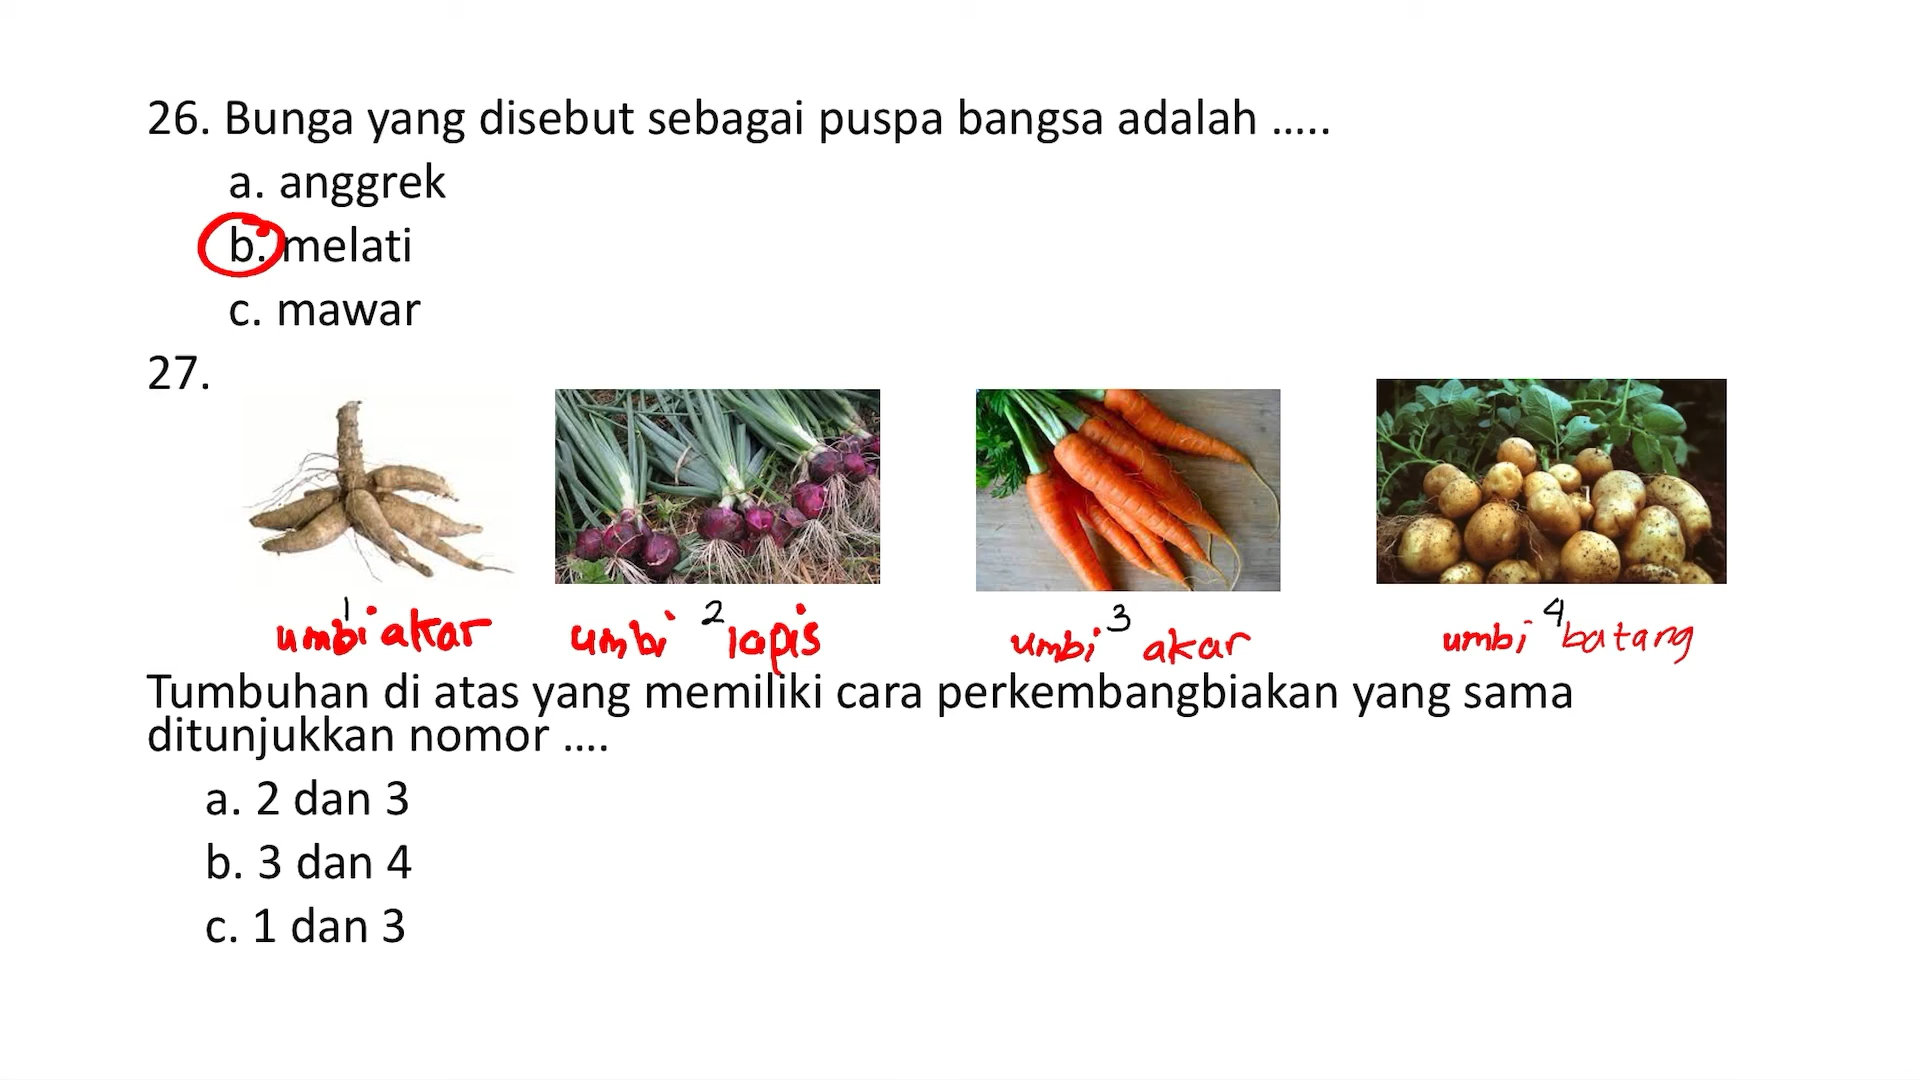 26. Bunga yang disebut sebagai puspa bangsa adalah .....
a. anggrek
b. melati
c. mawar
27.
1 2 3 4
umbi akar umbi lapis umbi akar umbi batang
Tumbuhan di atas yang memiliki cara perkembangbiakan yang sama
ditunjukkan nomor ....
a. 2 dan 3
b. 3 dan 4
c. 1 dan 3